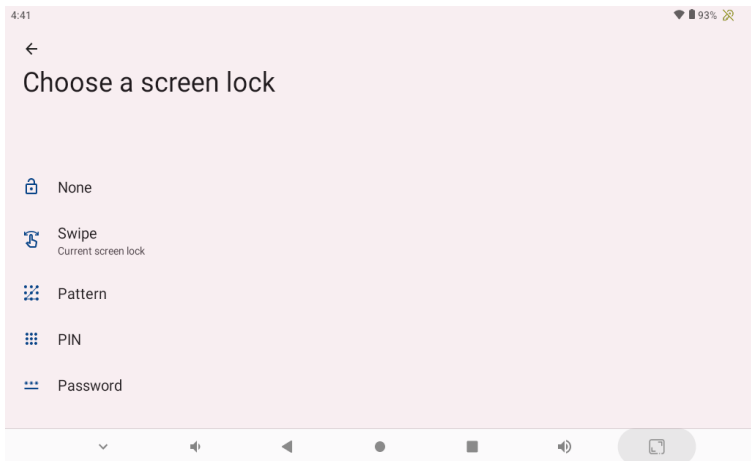 4:41
93%
Choose a screen lock
None
Swipe
Current screen lock
Pattern
PIN
Password